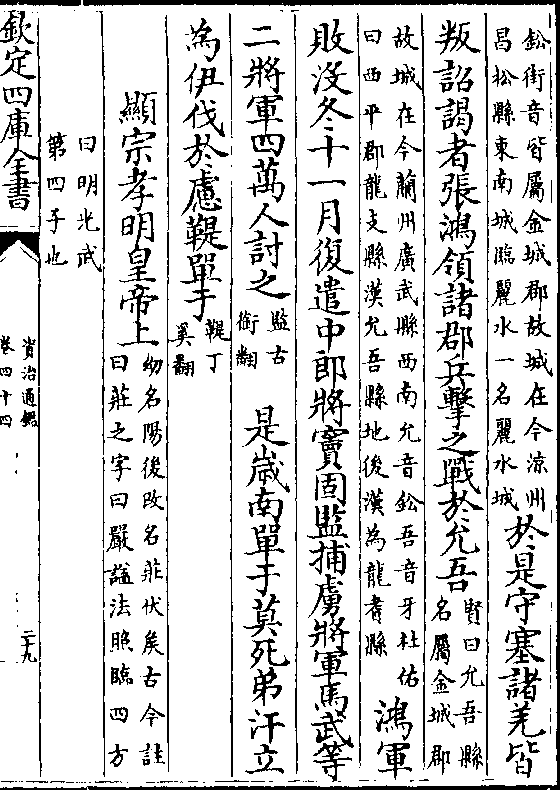 鈆街音皆屬金城郡故城在今涼州
昌松縣東南城臨麗水一名麗水城
於是守塞諸羌皆
叛詔謁者張鴻領諸郡兵擊之戰於允吾
賢曰允吾縣
名屬金城郡
故城在今蘭州廣武縣西南允音鈆吾音牙杜佑
曰西平郡龍支縣漢允吾縣地後漢為龍耆縣
鴻軍
敗没冬十一月復遣中郎將竇固監捕虜將軍馬武等
二將軍四萬人討之
監古
銜翻
是歲南單于莫死弟汗立
為伊伐於慮鞮單于
鞮丁
奚翻
顯宗孝明皇帝上
幼名陽後改名莊伏矦古今註
曰莊之字曰嚴諡法照臨四方
曰明光武
第四子也
欽定四庫全書
資治通鑑
卷四十四
二十九